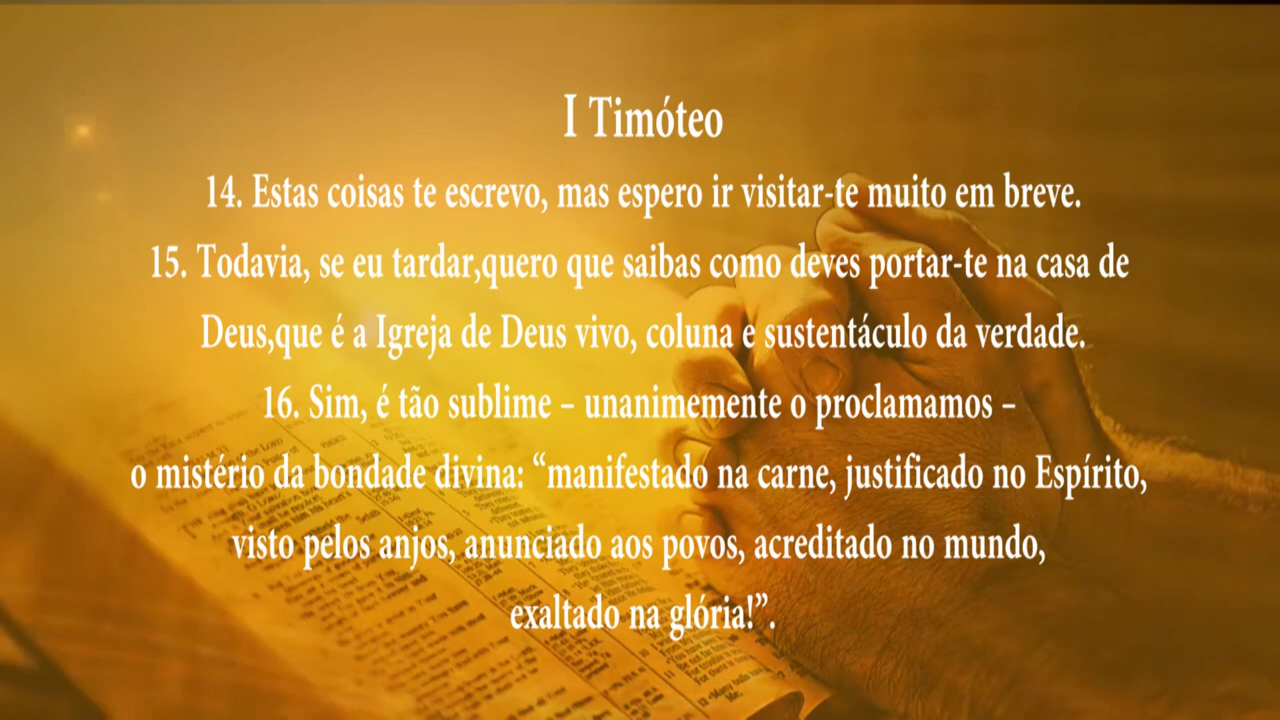 I Timóteo
14. Estas coisas te escrevo, mas espero ir visitar-te muito em breve.
15. Todavia, se eu tardar,quero que saibas como deves portar-te na casa de
Deus,que é a Igreja de Deus vivo, coluna e sustentáculo da verdade.
16. Sim, é tão sublime – unanimemente o proclamamos –
o mistério da bondade divina: “manifestado na carne, justificado no Espírito,
visto pelos anjos, anunciado aos povos, acreditado no mundo,
exaltado na glória!”.